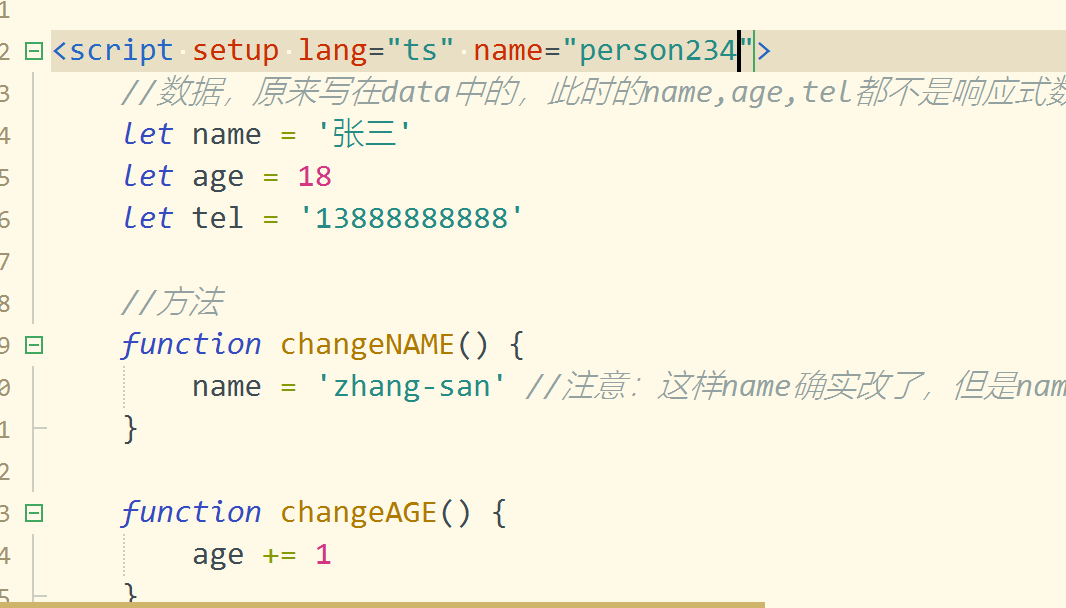 1
2 <script setup lang="ts" name="person234">
3 //数据，原来写在data中的，此时的name,age,tel都不是响应式数
4 let name = '张三'
5 let age = 18
6 let tel = '13888888888'
7
8 //方法
9 function changeNAME() {
0 name = 'zhang-san' //注意：这样name确实改了，但是nam
1 }
2
3 function changeAGE() {
4 age += 1
5 }